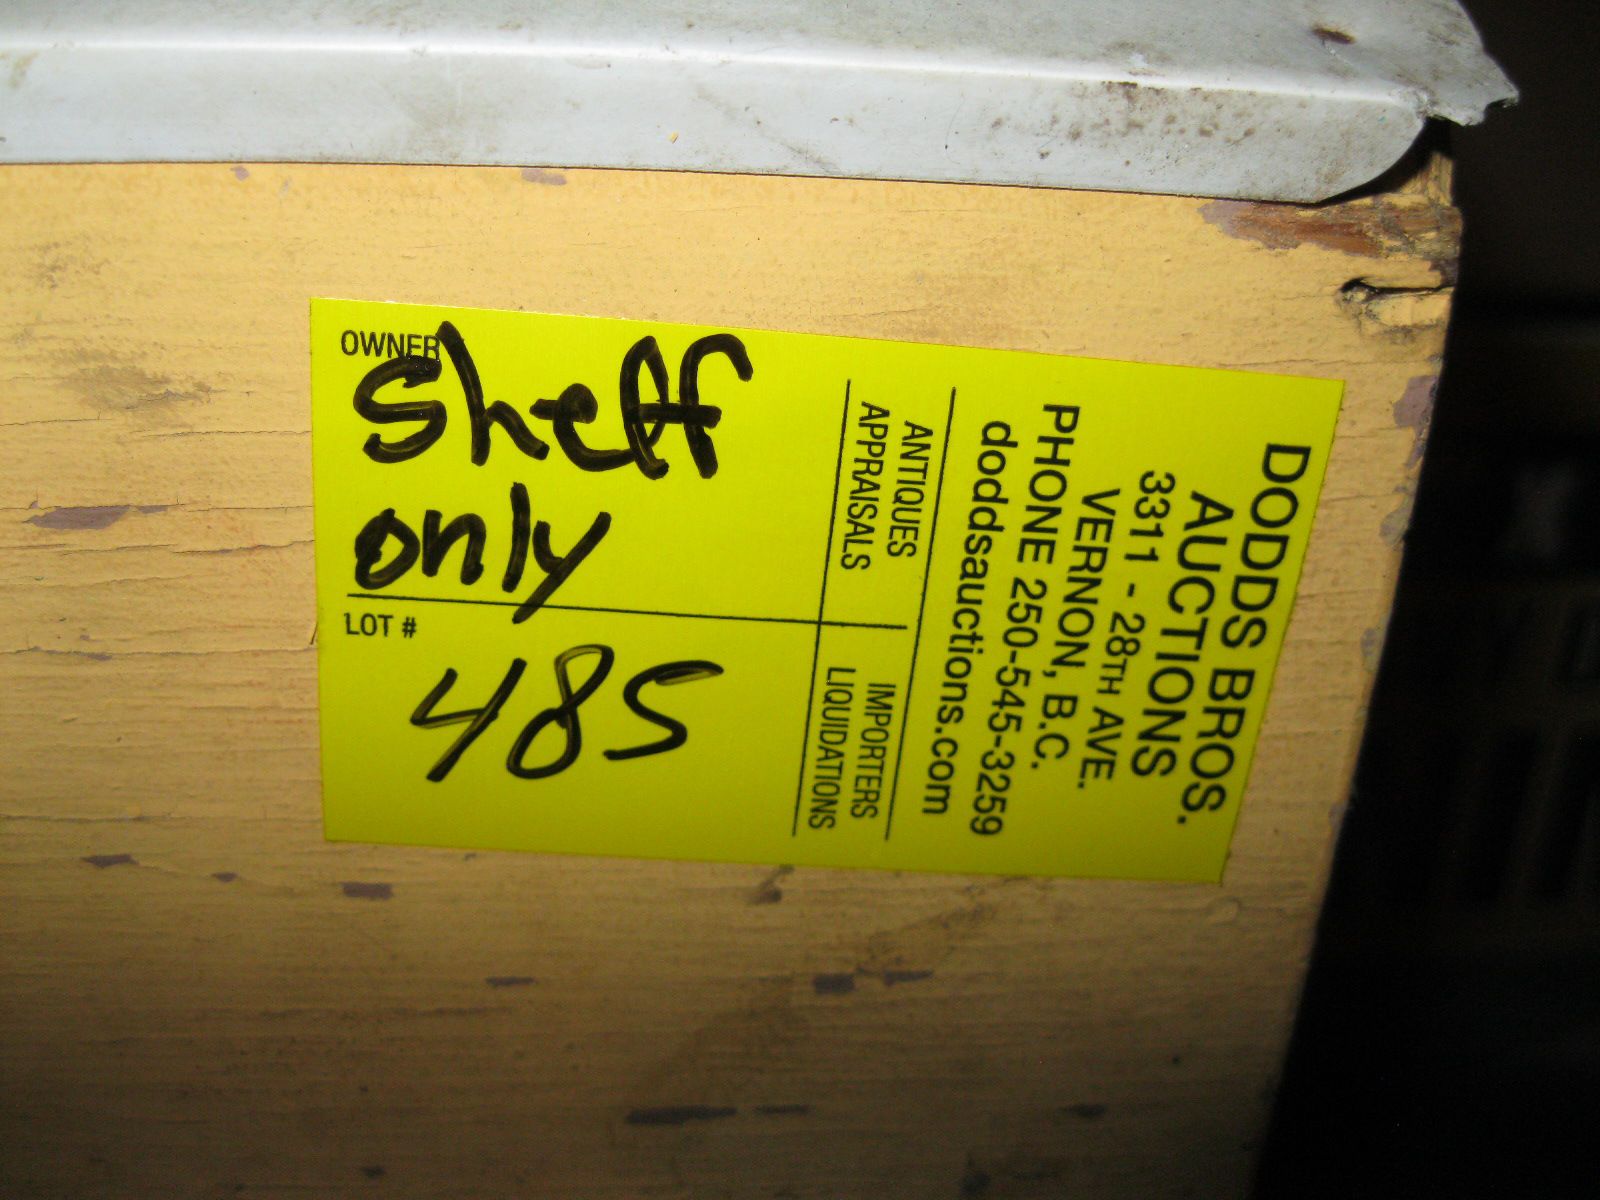 OWNER
Shelf
only
LOT #
485
DODDS BROS.
AUCTIONS
3311 - 28TH AVE.
VERNON, B.C.
PHONE 250-545-3259
doddsauctions.com
ANTIQUES IMPORTERS
APPRAISALS LIQUIDATIONS